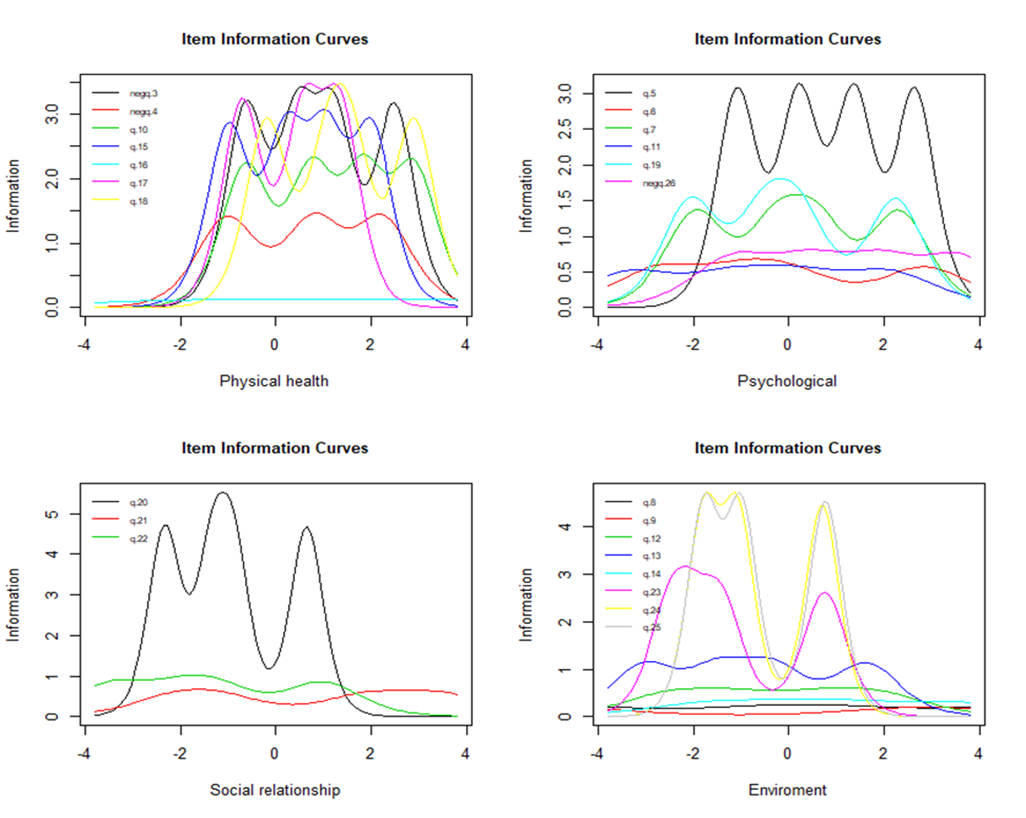 Item Information Curves
Information
0.0 1.0 2.0 3.0
negq.3
negq.4
q.10
q.15
q.16
q.17
q.18
-4 -2 0 2 4
Physical health
Item Information Curves
Information
0.0 0.5 1.0 1.5 2.0 2.5 3.0
q.5
q.6
q.7
q.11
q.19
negq.26
-4 -2 0 2 4
Psychological
Item Information Curves
Information
0 1 2 3 4 5
q.20
q.21
q.22
-4 -2 0 2 4
Social relationship
Item Information Curves
Information
0 1 2 3 4
q.8
q.9
q.12
q.13
q.14
q.23
q.24
q.25
-4 -2 0 2 4
Enviroment